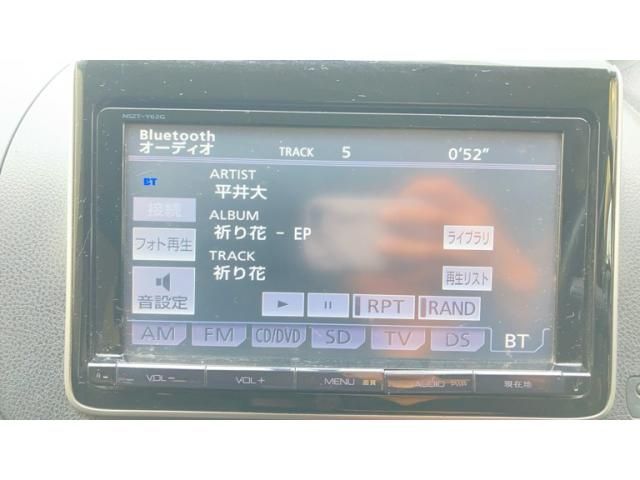 NSZT-Y62G
Bluetooth
オーディオ TRACK 5 0'52"
ARTIST
BT 平井大
接続 ALBUM
祈り花 - EP ライブラリ
フォト再生 TRACK
祈り花 再生リスト
音設定 RPT RAND
AM FM CD/DVD SD TV DS BT
VOL- VOL+ MENU AUDIO 現在地